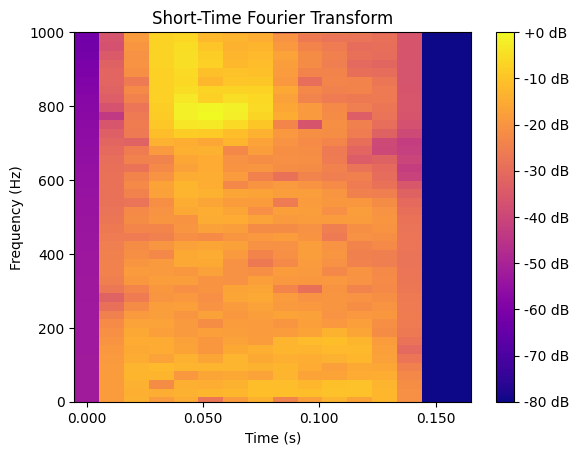 Short-Time Fourier Transform
1000
800
600
400
200
0
Frequency (Hz)
0.000
0.050
0.100
0.150
Time (s)
+0 dB
-10 dB
-20 dB
-30 dB
-40 dB
-50 dB
-60 dB
-70 dB
-80 dB